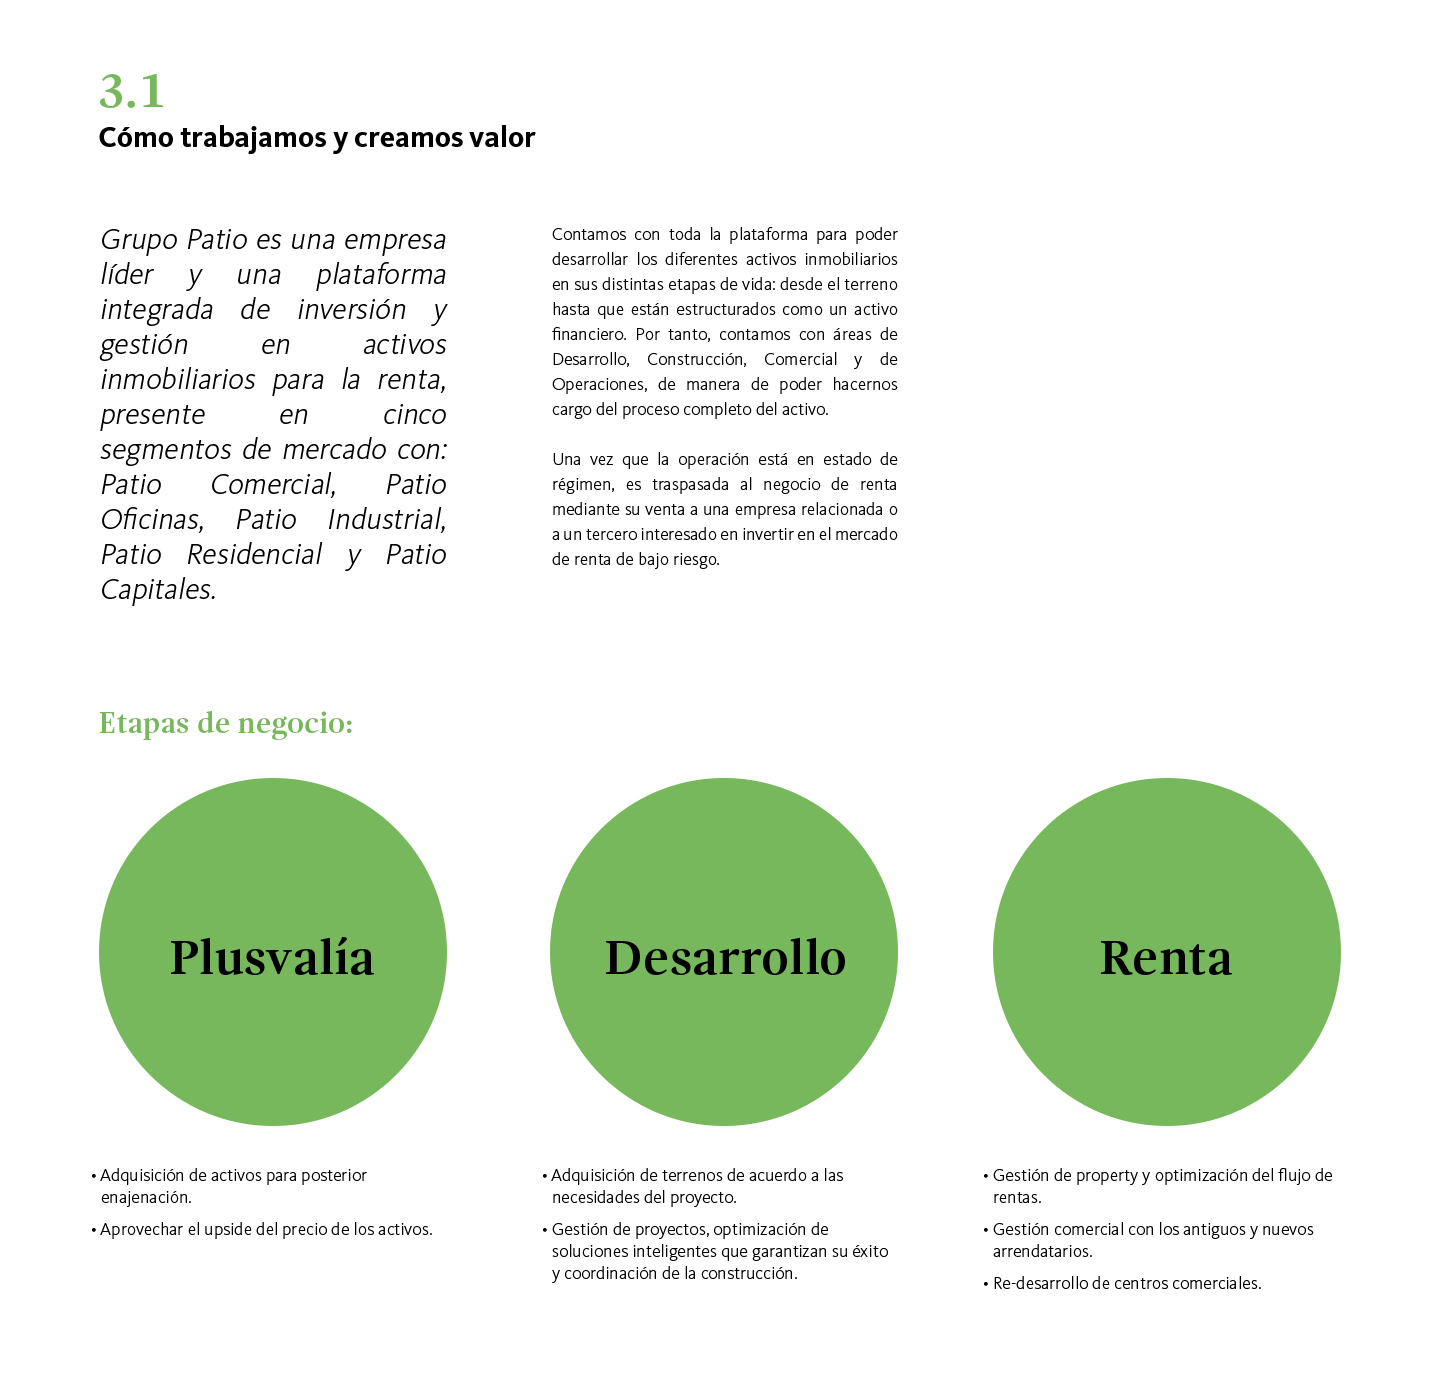 3.1
Cómo trabajamos y creamos valor
Grupo Patio es una empresa
líder y una plataforma
integrada de inversión y
gestión en activos
inmobiliarios para la renta,
presente en cinco
segmentos de mercado con:
Patio Comercial, Patio
Oficinas, Patio Industrial,
Patio Residencial y Patio
Capitales.
Contamos con toda la plataforma para poder
desarrollar los diferentes activos inmobiliarios
en sus distintas etapas de vida: desde el terreno
hasta que están estructurados como un activo
financiero. Por tanto, contamos con áreas de
Desarrollo, Construcción, Comercial y de
Operaciones, de manera de poder hacernos
cargo del proceso completo del activo.
Una vez que la operación está en estado de
régimen, es traspasada al negocio de renta
mediante su venta a una empresa relacionada o
a un tercero interesado en invertir en el mercado
de renta de bajo riesgo.
Etapas de negocio:
Plusvalía
• Adquisición de activos para posterior
enajenación.
• Aprovechar el upside del precio de los activos.
Desarrollo
• Adquisición de terrenos de acuerdo a las
necesidades del proyecto.
• Gestión de proyectos, optimización de
soluciones inteligentes que garantizan su éxito
y coordinación de la construcción.
Renta
• Gestión de property y optimización del flujo de
rentas.
• Gestión comercial con los antiguos y nuevos
arrendatarios.
• Re-desarrollo de centros comerciales.